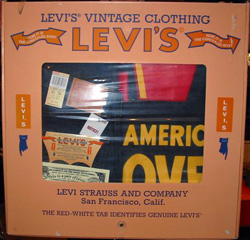 LEVI'S® VINTAGE CLOTHING
LEVI'S®
LEVI'S
LEVI'S
LEVI'S
AMERIC
OVE
LEVI STRAUSS AND COMPANY
San Francisco, Calif.
THE RED-WHITE TAB IDENTIFIES GENUINE LEVI'S®